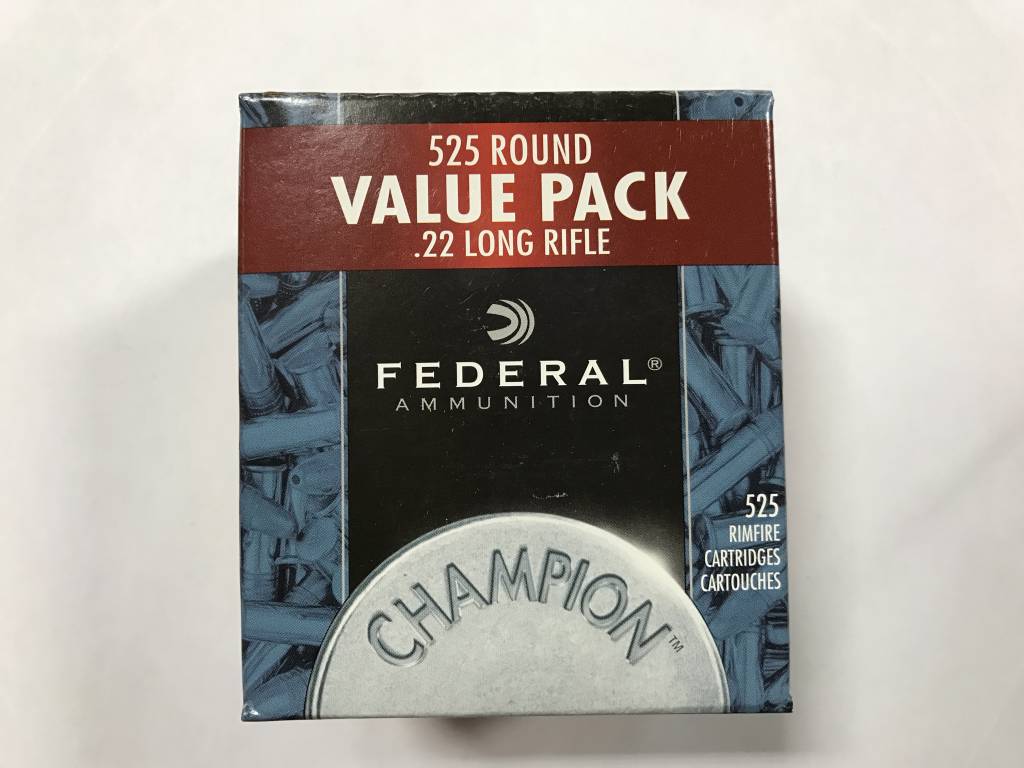 525 ROUND
VALUE PACK
.22 LONG RIFLE
FEDERAL®
AMMUNITION
525
RIMFIRE
CARTRIDGES
CARTOUCHES
CHAMPION™